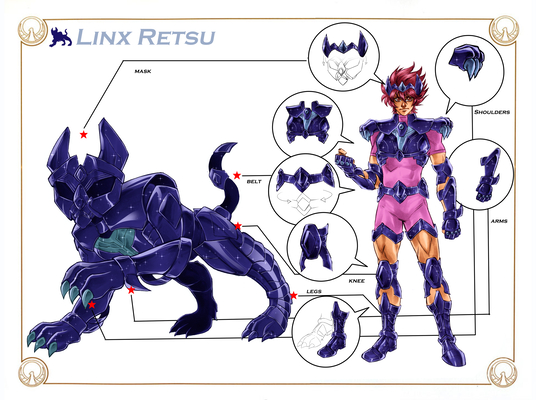 Linx Retsu
MASK
Shoulders
BELT
ARMS
KNEE
LEGS